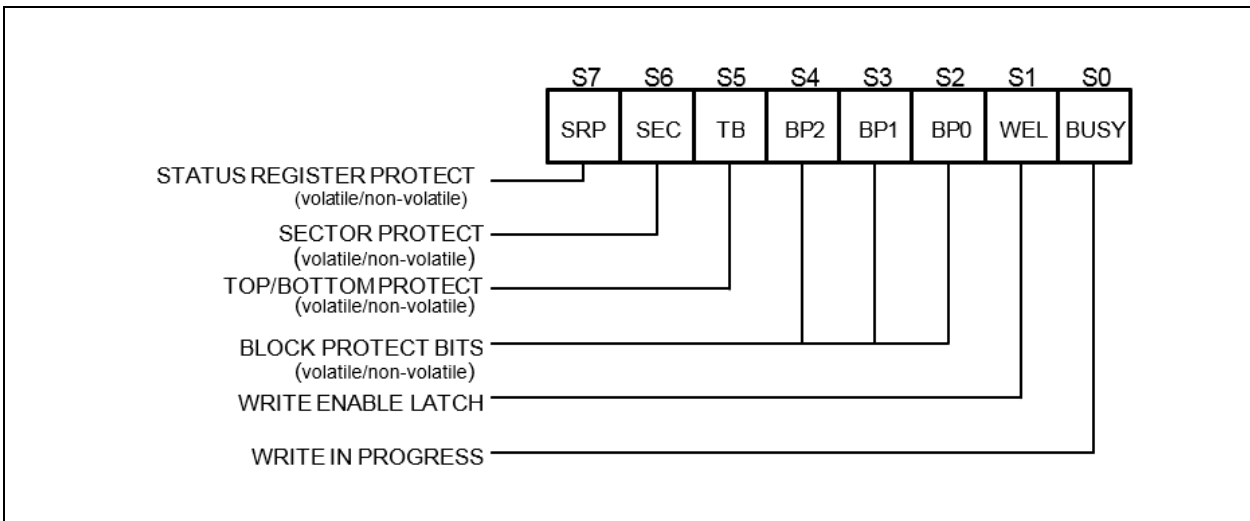 S7 S6 S5 S4 S3 S2 S1 S0
SRP SEC TB BP2 BP1 BP0 WEL BUSY
STATUS REGISTER PROTECT
(volatile/non-volatile)
SECTOR PROTECT
(volatile/non-volatile)
TOP/BOTTOM PROTECT
(volatile/non-volatile)
BLOCK PROTECT BITS
(volatile/non-volatile)
WRITE ENABLE LATCH
WRITE IN PROGRESS